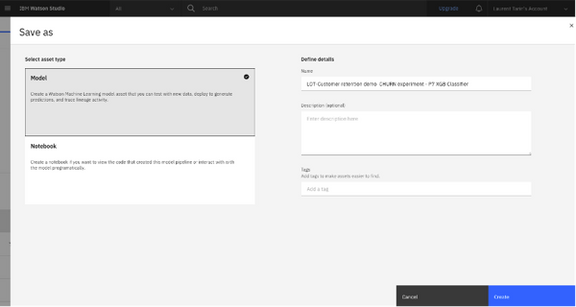 IBM Watson Studio
All
Search
Upgrade
Laurent Swin's Account
Save as
Select asset type
Model
Create a Watson Machine Learning model asset that you can test with new data, deploy to generate
predictions, and trace lineage activity.
Notebook
Create a notebook if you want to view the code that created this model pipeline or interact with
the model programatically.
Define details
Name
LOT-Customer retention demo CHURN experiment - P7 XGB Classifier
Description (optional)
Enter description here
Tags
Add tags to make assets easier to find.
Add a tag
Cancel
Create